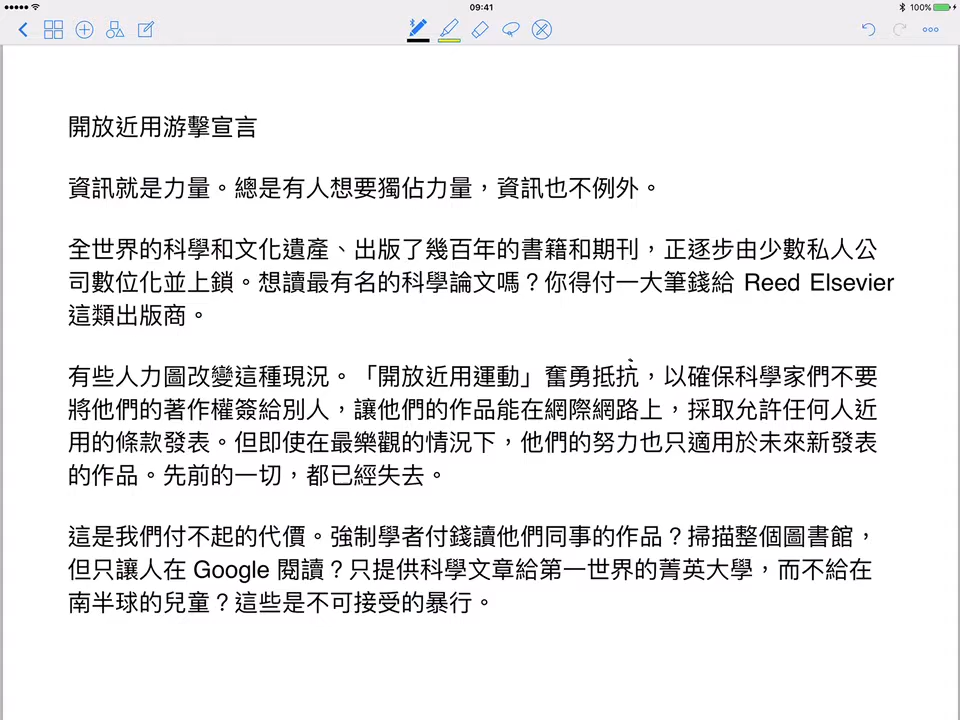 09:41
100%
開放近用游擊宣言
資訊就是力量。總是有人想要獨佔力量，資訊也不例外。
全世界的科學和文化遺產、出版了幾百年的書籍和期刊，正逐步由少數私人公
司數位化並上鎖。想讀最有名的科學論文嗎？你得付一大筆錢給 Reed Elsevier
這類出版商。
有些人力圖改變這種現況。「開放近用運動」奮勇抵抗，以確保科學家們不要
將他們的著作權簽給別人，讓他們的作品能在網際網路上，採取允許任何人近
用的條款發表。但即使在最樂觀的情況下，他們的努力也只適用於未來新發表
的作品。先前的一切，都已經失去。
這是我們付不起的代價。強制學者付錢讀他們同事的作品？掃描整個圖書館，
但只讓人在 Google 閱讀？只提供科學文章給第一世界的菁英大學，而不給在
南半球的兒童？這些是不可接受的暴行。